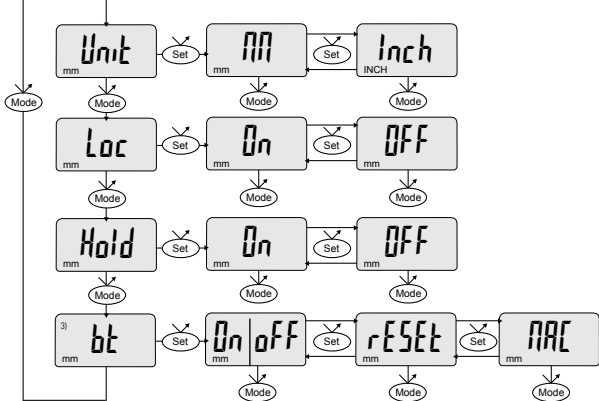 Unit mm Set MM mm Set Inch INCH
Mode Mode Mode Mode
Loc mm Set On mm Set OFF mm
Mode Mode Mode
Hold mm Set On mm Set OFF mm
Mode Mode Mode
3) bt mm Set On oFF mm Set rESEt mm Set MAC mm
Mode Mode Mode